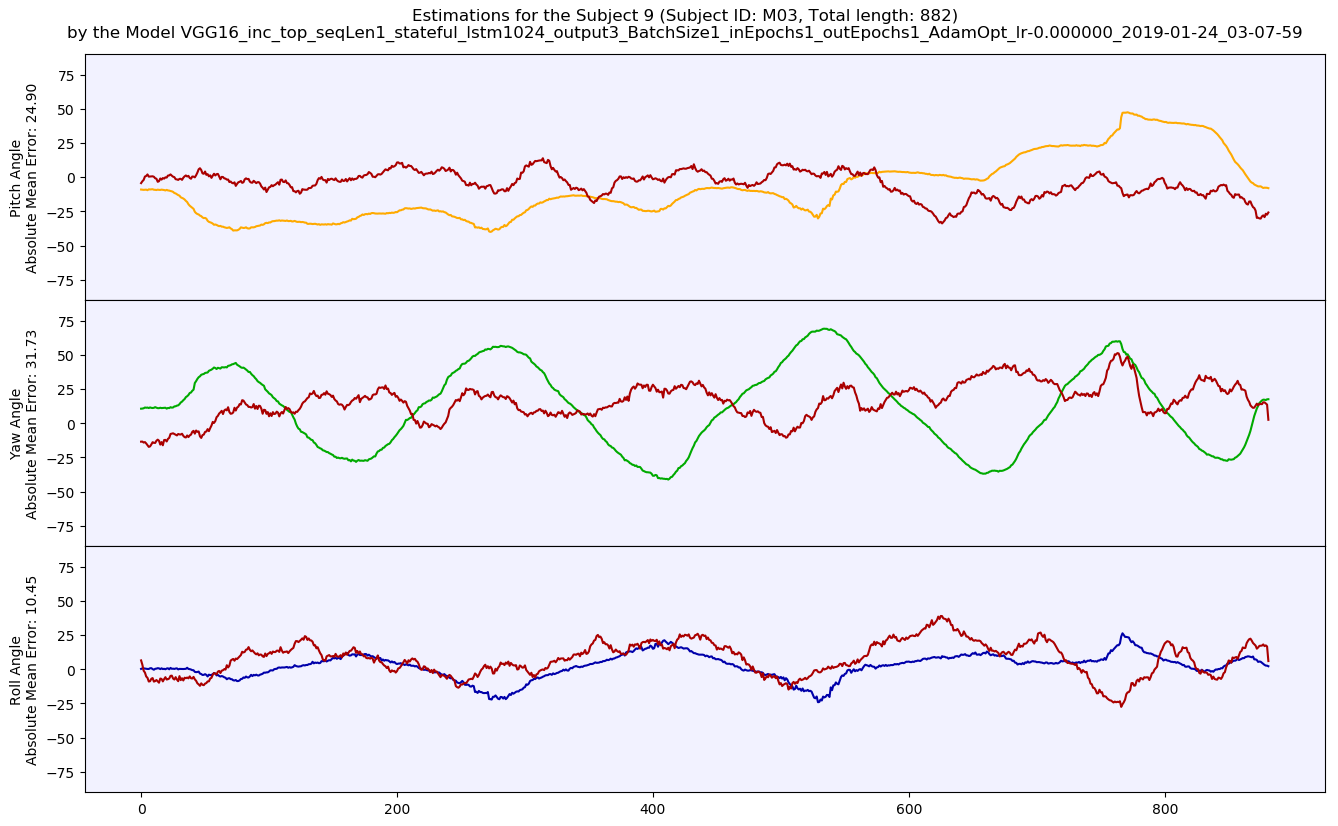 Estimations for the Subject 9 (Subject ID: M03, Total length: 882)
by the Model VGG16_inc_top_seqLen1_stateful_lstm1024_output3_BatchSize1_inEpochs1_outEpochs1_AdamOpt_lr-0.000000_2019-01-24_03-07-59
Pitch Angle
Absolute Mean Error: 24.90
75
50
25
0
−25
−50
−75
Yaw Angle
Absolute Mean Error: 31.73
75
50
25
0
−25
−50
−75
Roll Angle
Absolute Mean Error: 10.45
75
50
25
0
−25
−50
−75
0 200 400 600 800